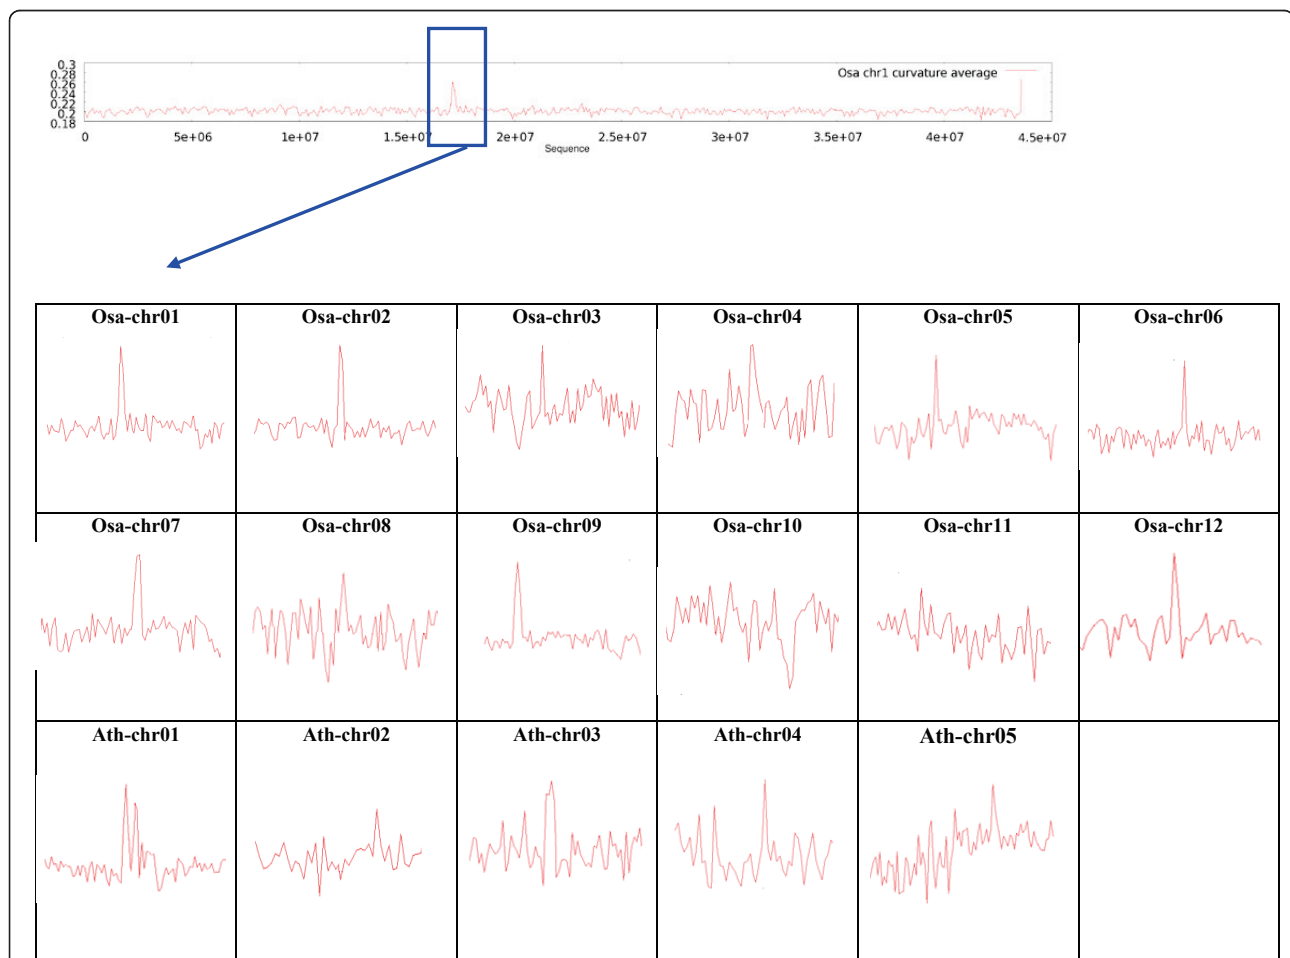 0.3
0.28
0.26
0.24
0.22
0.2
0.18
Osa chr1 curvature average
0 5e+06 1e+07 1.5e+07 2e+07 2.5e+07 3e+07 3.5e+07 4e+07 4.5e+07
Sequence
Osa-chr01 Osa-chr02 Osa-chr03 Osa-chr04 Osa-chr05 Osa-chr06
Osa-chr07 Osa-chr08 Osa-chr09 Osa-chr10 Osa-chr11 Osa-chr12
Ath-chr01 Ath-chr02 Ath-chr03 Ath-chr04 Ath-chr05